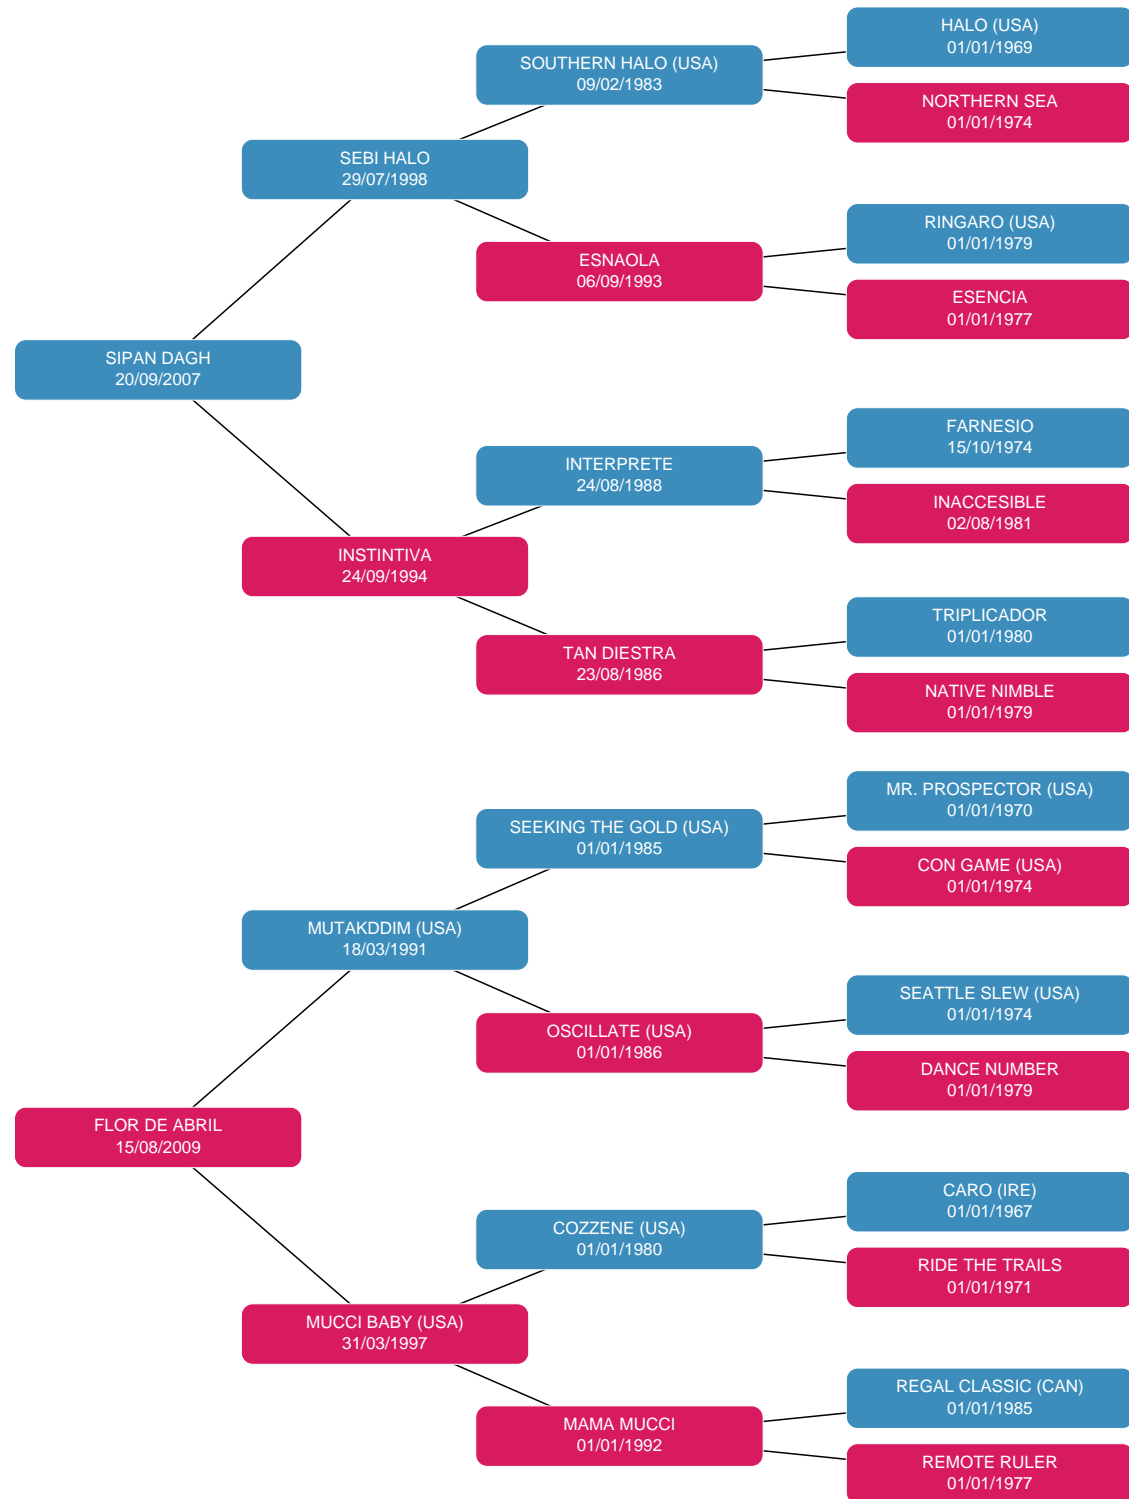 HALO (USA)
01/01/1969
SOUTHERN HALO (USA)
09/02/1983
NORTHERN SEA
01/01/1974
SEBI HALO
29/07/1998
RINGARO (USA)
01/01/1979
ESNAOLA
06/09/1993
ESENCIA
01/01/1977
SIPAN DAGH
20/09/2007
FARNESIO
15/10/1974
INTERPRETE
24/08/1988
INACCESIBLE
02/08/1981
INSTINTIVA
24/09/1994
TRIPLICADOR
01/01/1980
TAN DIESTRA
23/08/1986
NATIVE NIMBLE
01/01/1979
MR. PROSPECTOR (USA)
01/01/1970
SEEKING THE GOLD (USA)
01/01/1985
CON GAME (USA)
01/01/1974
MUTAKDDIM (USA)
18/03/1991
SEATTLE SLEW (USA)
01/01/1974
OSCILLATE (USA)
01/01/1986
DANCE NUMBER
01/01/1979
FLOR DE ABRIL
15/08/2009
CARO (IRE)
01/01/1967
COZZENE (USA)
01/01/1980
RIDE THE TRAILS
01/01/1971
MUCCI BABY (USA)
31/03/1997
REGAL CLASSIC (CAN)
01/01/1985
MAMA MUCCI
01/01/1992
REMOTE RULER
01/01/1977